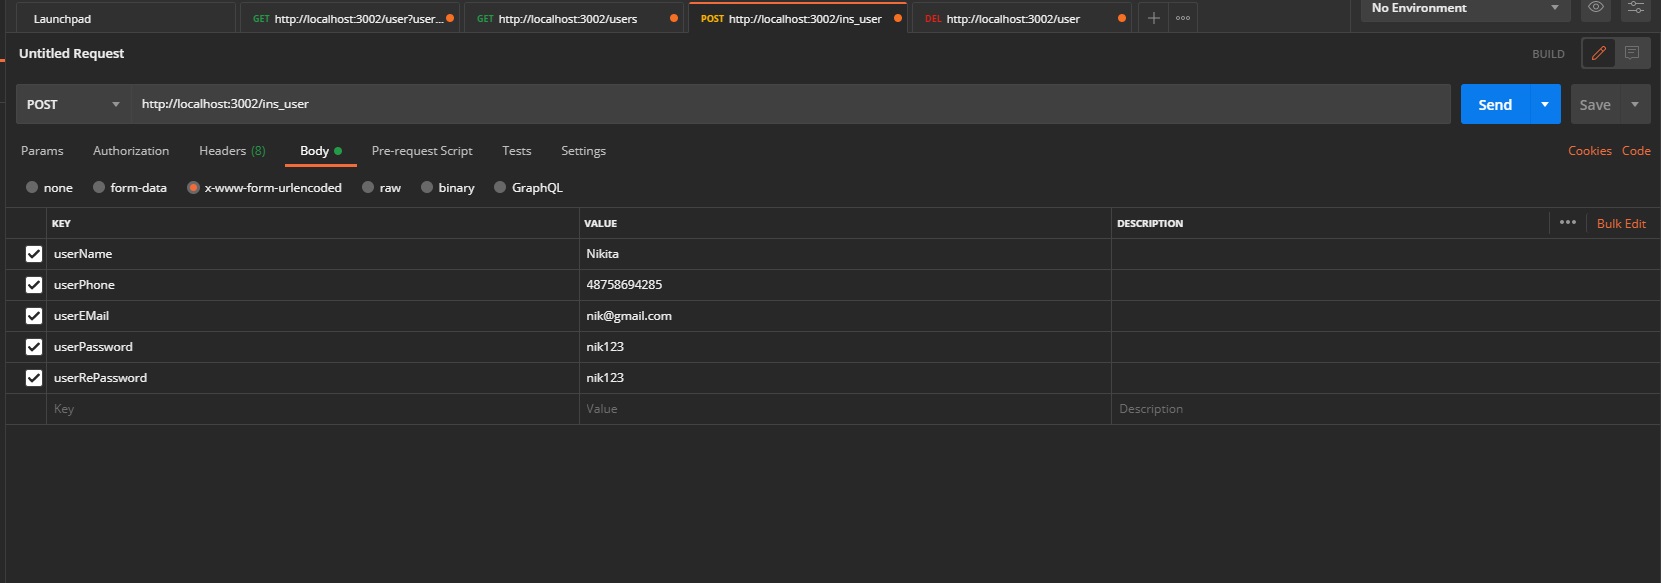 Launchpad GET http://localhost:3002/user?user... GET http://localhost:3002/users POST http://localhost:3002/ins_user DEL http://localhost:3002/user No Environment
Untitled Request BUILD
POST http://localhost:3002/ins_user Send Save
Params Authorization Headers (8) Body Pre-request Script Tests Settings Cookies Code
none form-data x-www-form-urlencoded raw binary GraphQL
KEY VALUE DESCRIPTION Bulk Edit
userName Nikita
userPhone 48758694285
userEMail nik@gmail.com
userPassword nik123
userRePassword nik123
Key Value Description